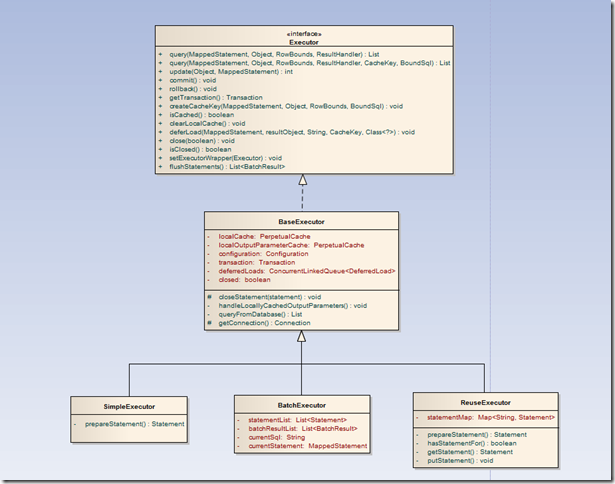 «interface»
Executor
+ query(MappedStatement, Object, RowBounds, ResultHandler) : List
+ query(MappedStatement, Object, RowBounds, ResultHandler, CacheKey, BoundSql) : List
+ update(Object, MappedStatement) : int
+ commit() : void
+ rollback() : void
+ getTransaction() : Transaction
+ createCacheKey(MappedStatement, Object, RowBounds, BoundSql) : void
+ isCached() : boolean
+ clearLocalCache() : void
+ deferLoad(MappedStatement, resultObject, String, CacheKey, Class<?>) : void
+ close(boolean) : void
+ isClosed() : boolean
+ setExecutorWrapper(Executor) : void
+ flushStatements() : List<BatchResult>
BaseExecutor
- localCache: PerpetualCache
- localOutputParameterCache: PerpetualCache
- configuration: Configuration
- transaction: Transaction
- deferredLoads: ConcurrentLinkedQueue<DeferredLoad>
- closed: boolean
# closeStatement(statement) : void
- handleLocallyCachedOutputParameters() : void
- queryFromDatabase() : List
# getConnection() : Connection
SimpleExecutor
- prepareStatement() : Statement
BatchExecutor
- statementList: List<Statement>
- batchResultList: List<BatchResult>
- currentSql: String
- currentStatement: MappedStatement
ReuseExecutor
- statementMap: Map<String, Statement>
- prepareStatement() : Statement
- hasStatementFor() : boolean
- getStatement() : Statement
- putStatement() : void